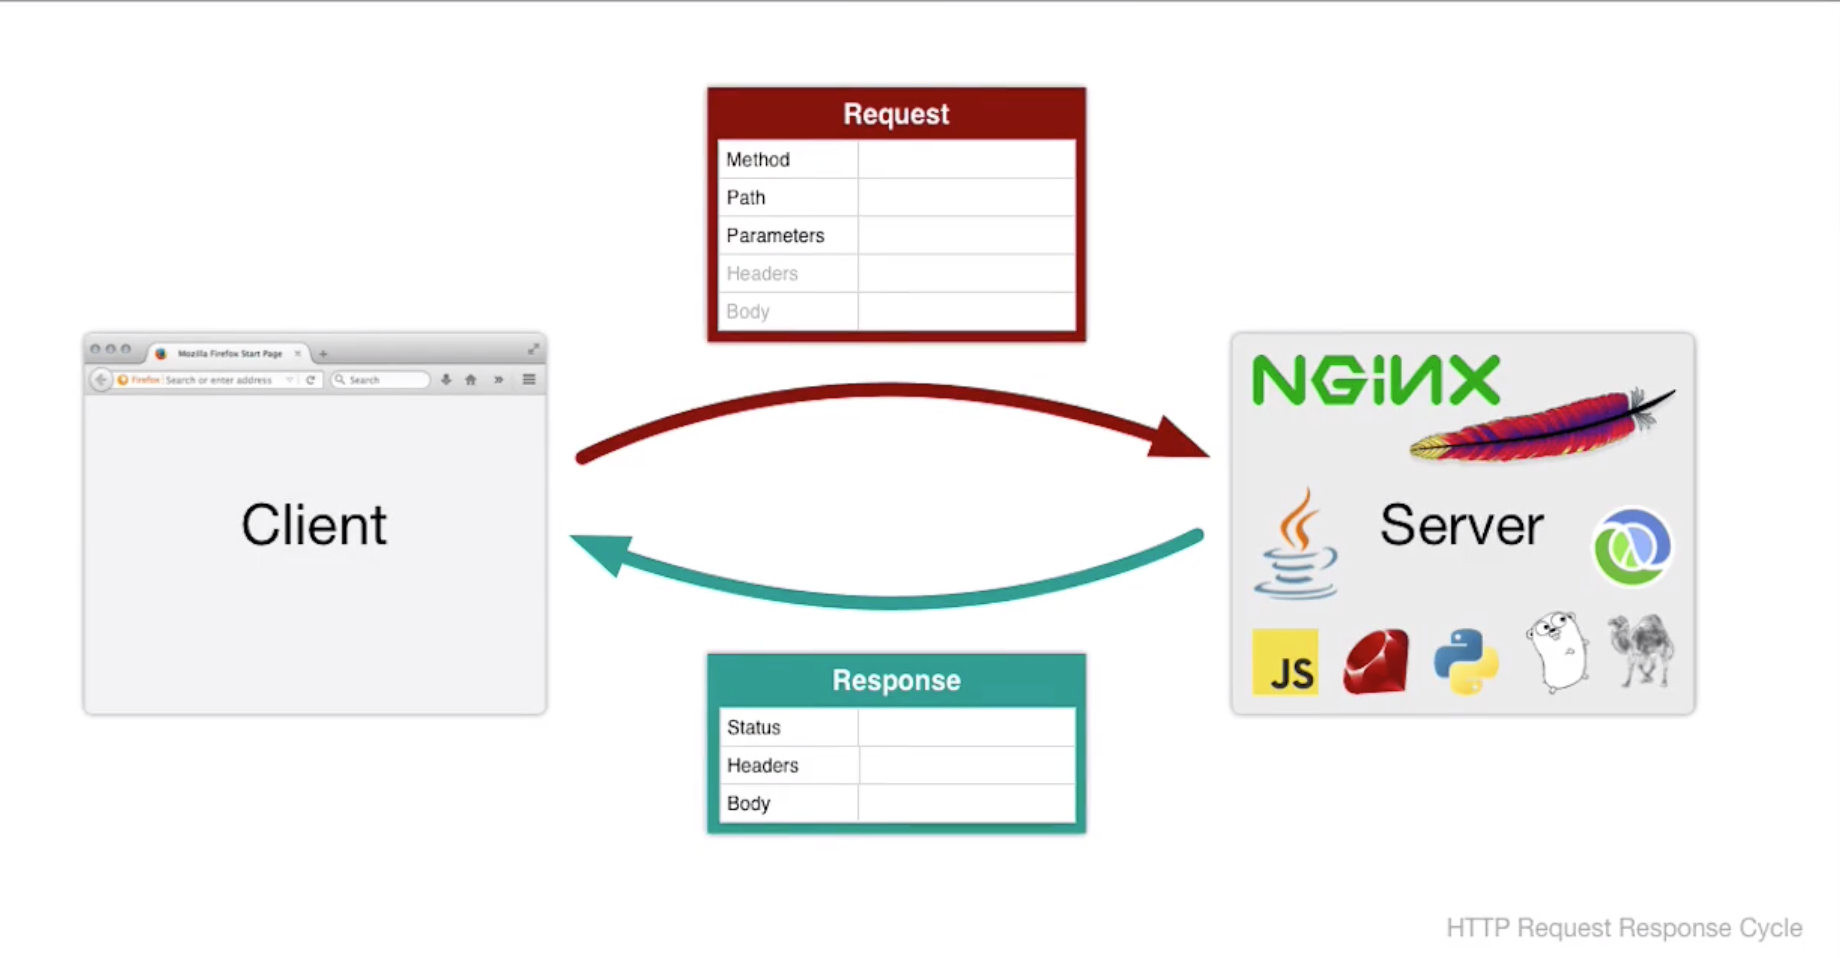 Request
Method
Path
Parameters
Headers
Body
Mozilla Firefox Start Page
Firefox Search or enter address
Search
Client
NGiNX
Server
JS
Response
Status
Headers
Body
HTTP Request Response Cycle